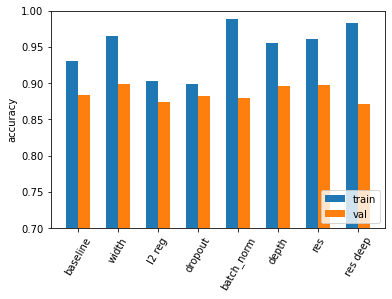 1.00
0.95
0.90
0.85
0.80
0.75
0.70
accuracy
baseline
width
l2 reg
dropout
batch_norm
depth
res
res deep
train
val